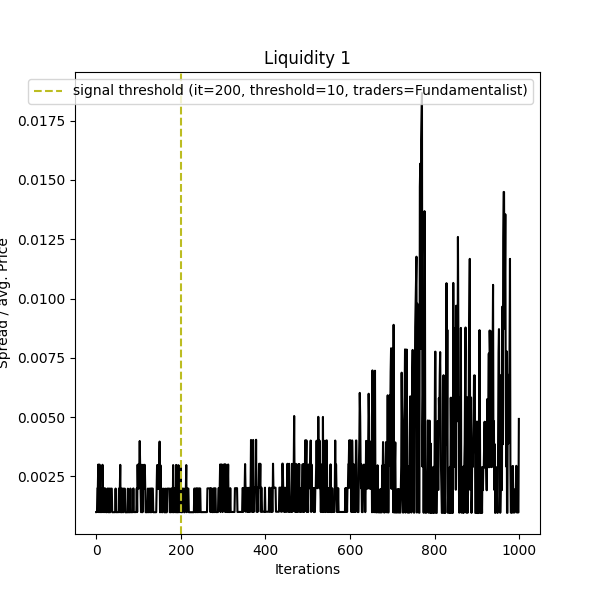 Liquidity 1
signal threshold (it=200, threshold=10, traders=Fundamentalist)
0.0175
0.0150
0.0125
0.0100
0.0075
0.0050
0.0025
Spread / avg. Price
0 200 400 600 800 1000
Iterations